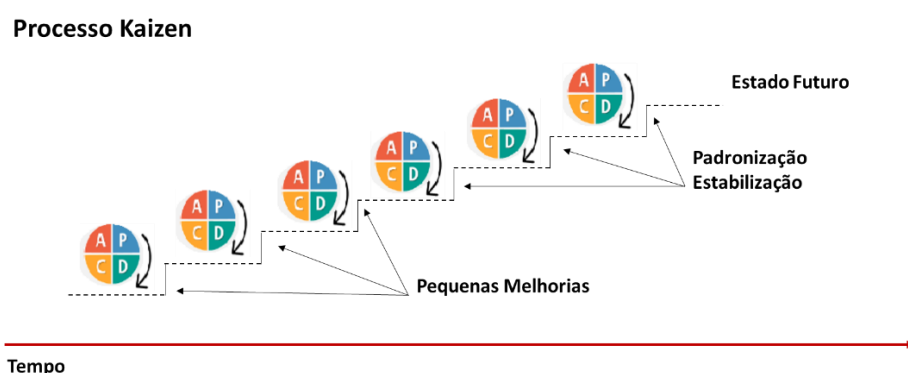 Processo Kaizen
A P
C D
A P
C D
A P
C D
A P
C D
A P
C D
A P
C D
Estado Futuro
Padronização
Estabilização
Pequenas Melhorias
Tempo